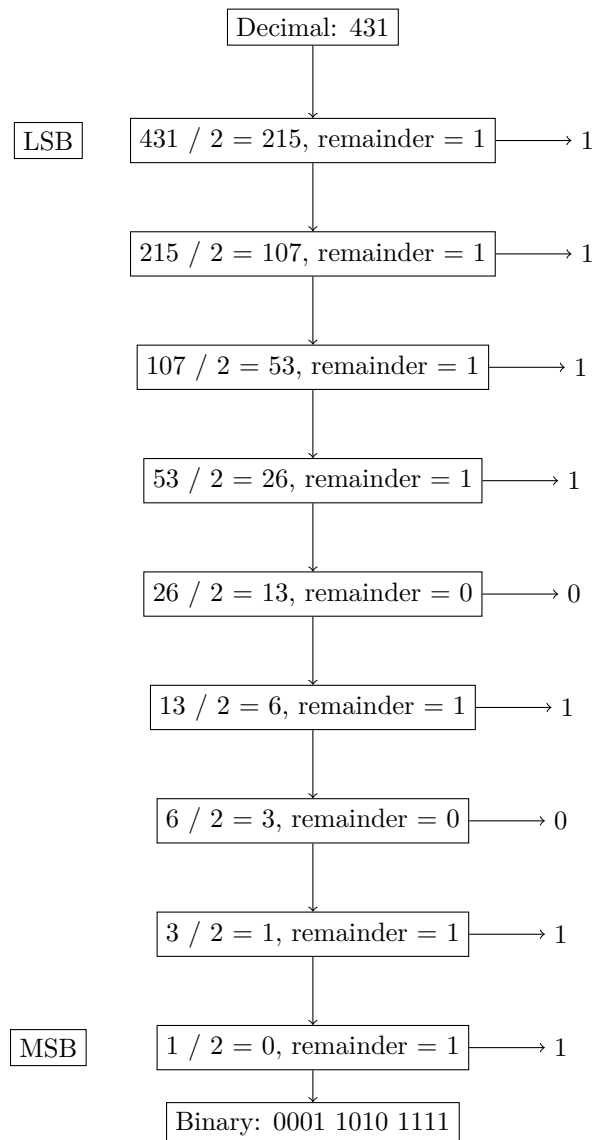 Decimal: 431
LSB 431 / 2 = 215, remainder = 1 1
215 / 2 = 107, remainder = 1 1
107 / 2 = 53, remainder = 1 1
53 / 2 = 26, remainder = 1 1
26 / 2 = 13, remainder = 0 0
13 / 2 = 6, remainder = 1 1
6 / 2 = 3, remainder = 0 0
3 / 2 = 1, remainder = 1 1
MSB 1 / 2 = 0, remainder = 1 1
Binary: 0001 1010 1111